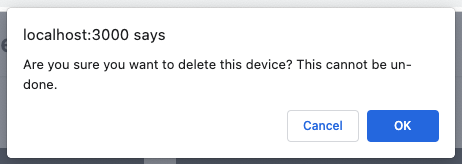 localhost:3000 says
Are you sure you want to delete this device? This cannot be un-
done.
Cancel
OK